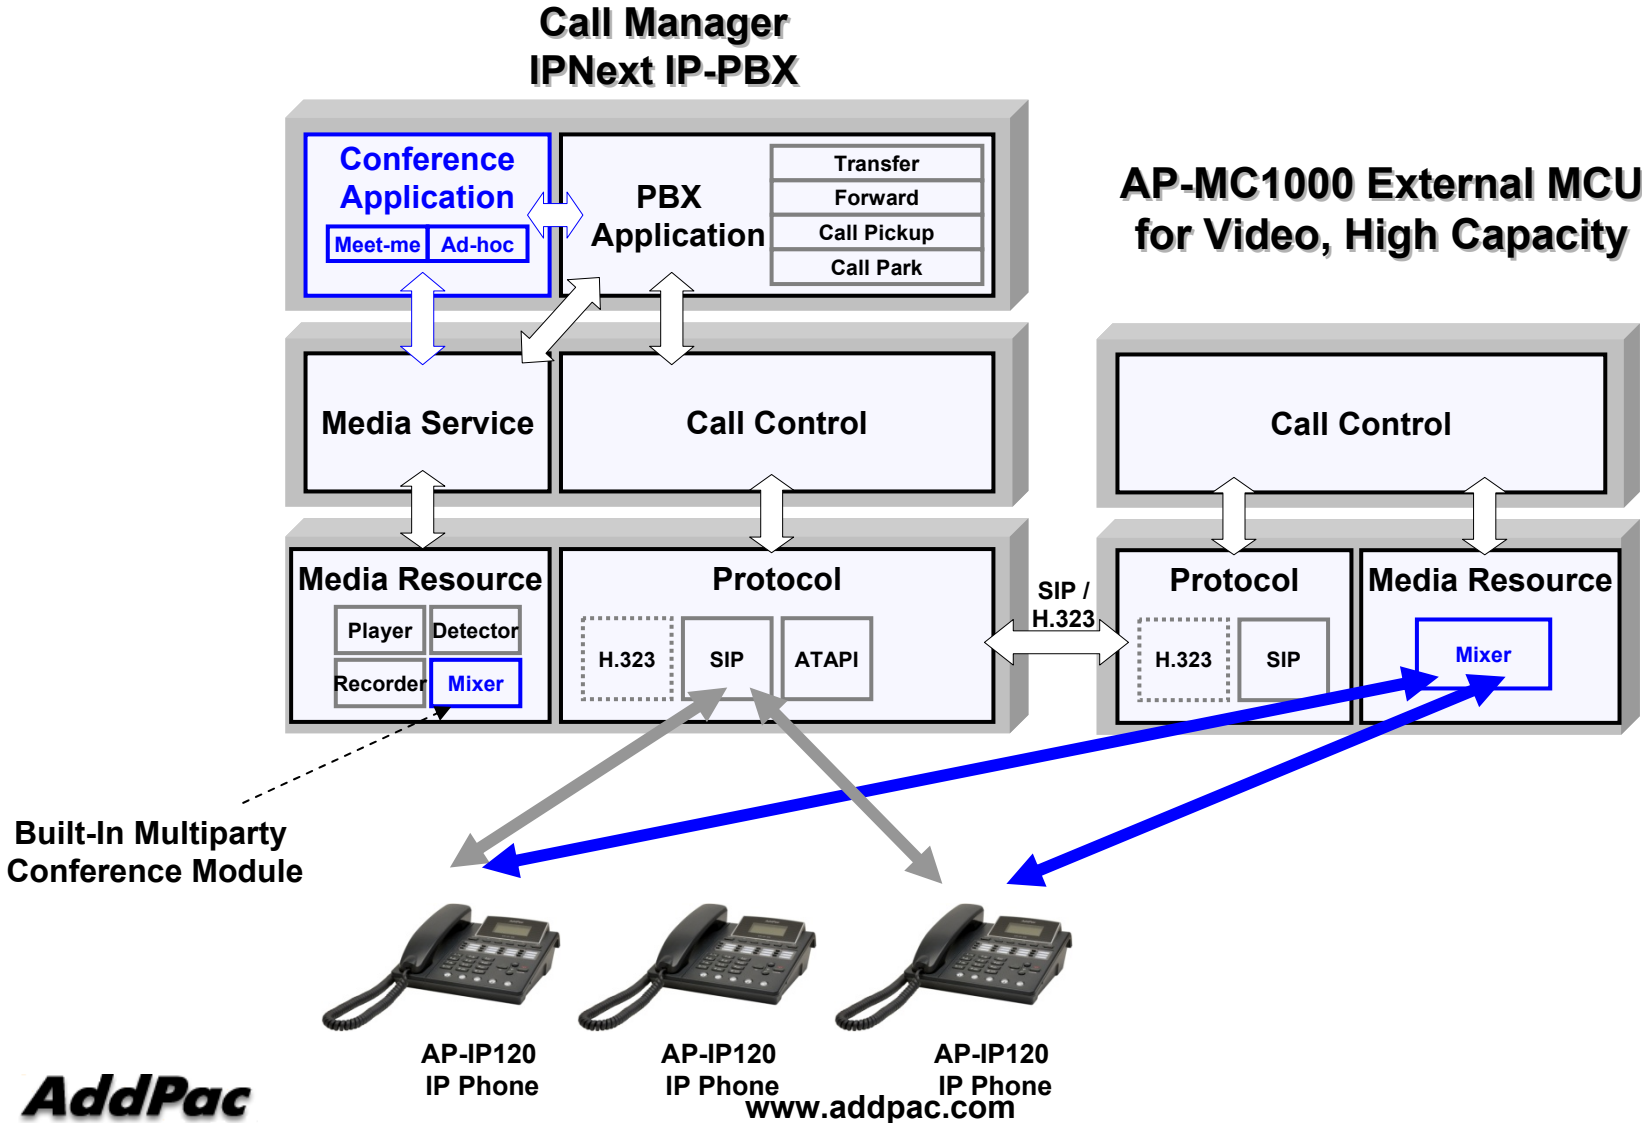 Call Manager
IPNext IP-PBX
Conference
Application
Meet-me
Ad-hoc
PBX
Application
Transfer
Forward
Call Pickup
Call Park
AP-MC1000 External MCU
for Video, High Capacity
Media Service
Call Control
Call Control
Media Resource
Player
Detector
Recorder
Mixer
Protocol
H.323
SIP
ATAPI
SIP /
H.323
Protocol
H.323
SIP
Media Resource
Mixer
Built-In Multiparty
Conference Module
AP-IP120
IP Phone
AP-IP120
IP Phone
AP-IP120
IP Phone
AddPac
www.addpac.com